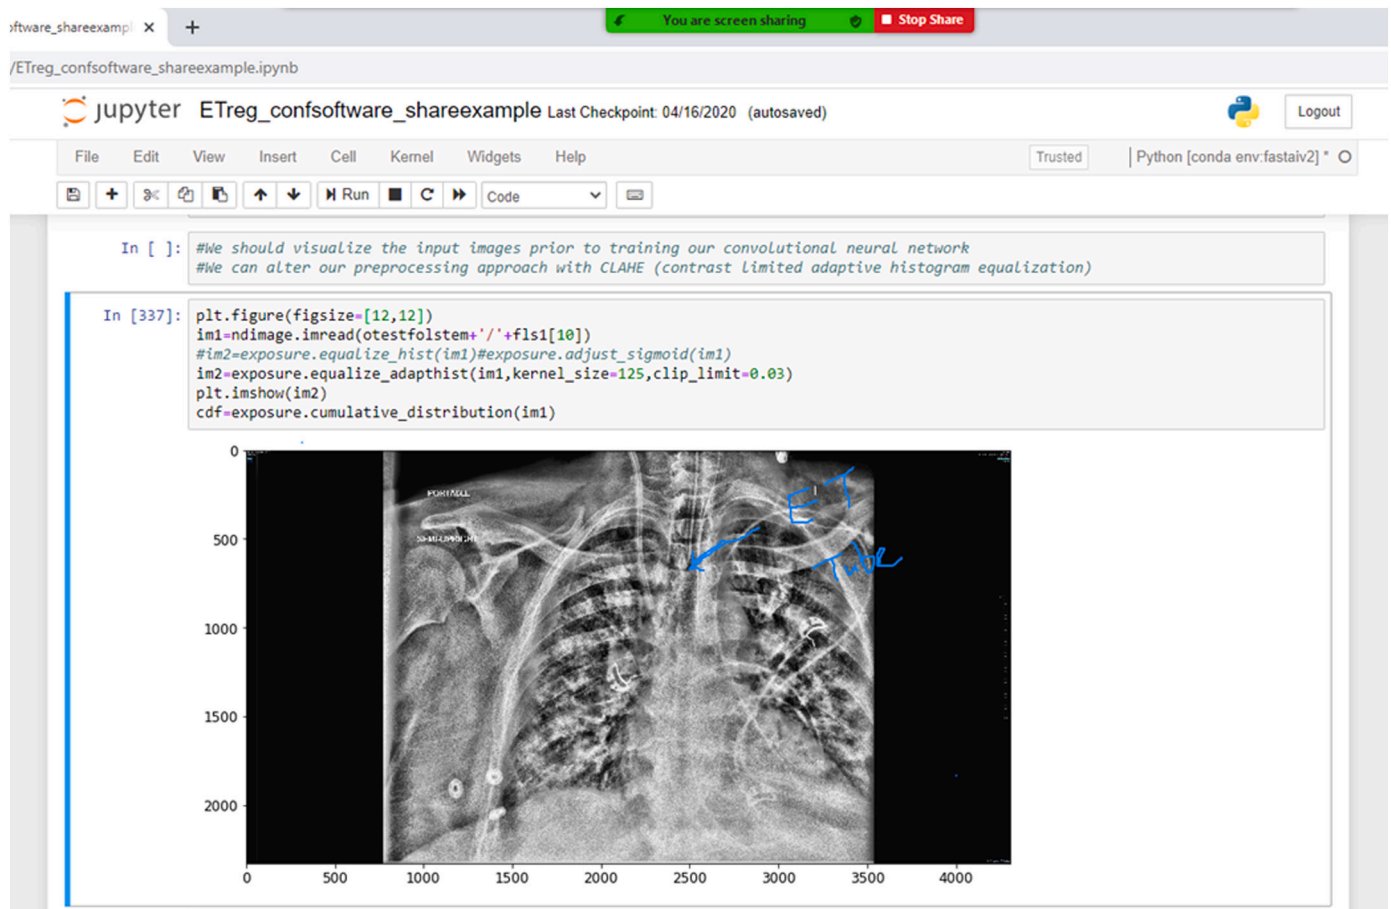 You are screen sharing Stop Share
oftware_shareexampl × +
/ETreg_confsoftware_shareexample.ipynb
jupyter ETreg_confsoftware_shareexample Last Checkpoint: 04/16/2020 (autosaved) Logout
File Edit View Insert Cell Kernel Widgets Help Trusted Python [conda env:fastaiv2] *
Run Code
In [ ]: #We should visualize the input images prior to training our convolutional neural network
#We can alter our preprocessing approach with CLAHE (contrast limited adaptive histogram equalization)
In [337]: plt.figure(figsize=[12,12])
im1=ndimage.imread(otestfolstem+'/'+fls1[10])
#im2=exposure.equalize_hist(im1)#exposure.adjust_sigmoid(im1)
im2=exposure.equalize_adapthist(im1,kernel_size=125,clip_limit=0.03)
plt.imshow(im2)
cdf=exposure.cumulative_distribution(im1)
0
PORTABLE
ET
500
SEMI-UPRIGHT
Tube
1000
1500
2000
0 500 1000 1500 2000 2500 3000 3500 4000